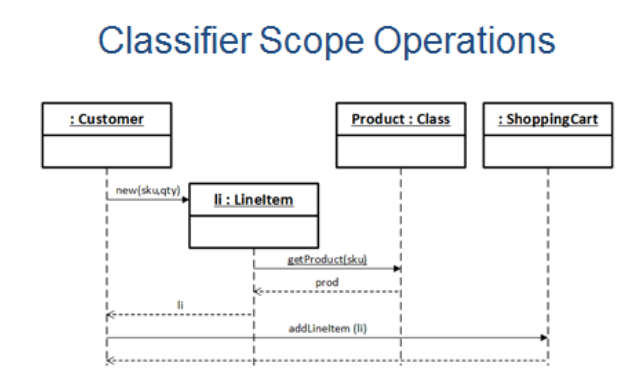 Classifier Scope Operations
: Customer
Product : Class
: ShoppingCart
new(sku,qty)
li : LineItem
getProduct(sku)
prod
li
addLineItem (li)